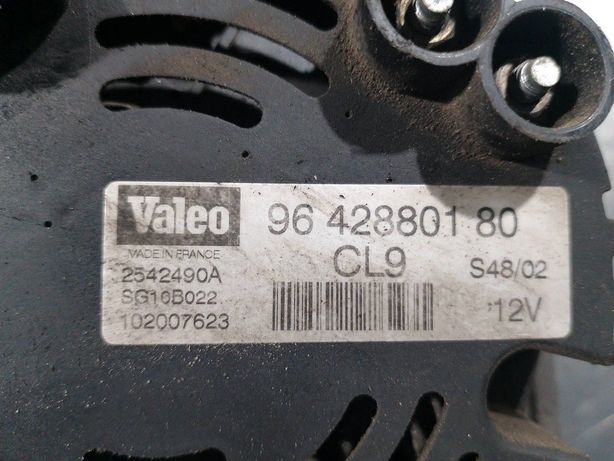 Valeo 96 428801 80
MADE IN FRANCE CL9 S48/02
2542490A
SG10B022
102007623 12V